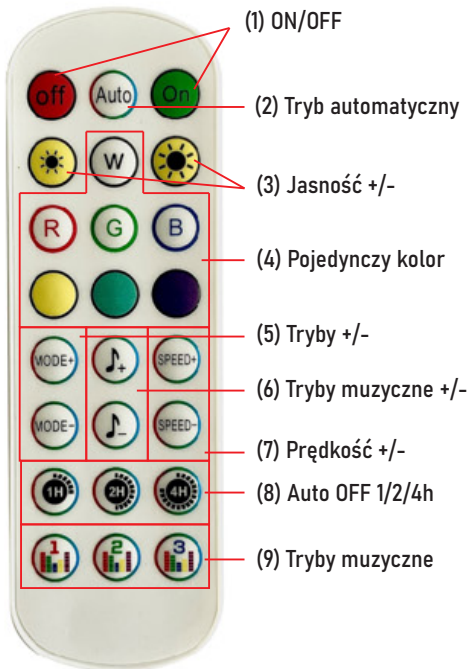 (1) ON/OFF
off Auto On
(2) Tryb automatyczny
W
(3) Jasność +/-
R G B
(4) Pojedynczy kolor
(5) Tryby +/-
MODE+ + SPEED+
(6) Tryby muzyczne +/-
MODE- - SPEED-
(7) Prędkość +/-
1H 2H 4H
(8) Auto OFF 1/2/4h
1 2 3
(9) Tryby muzyczne